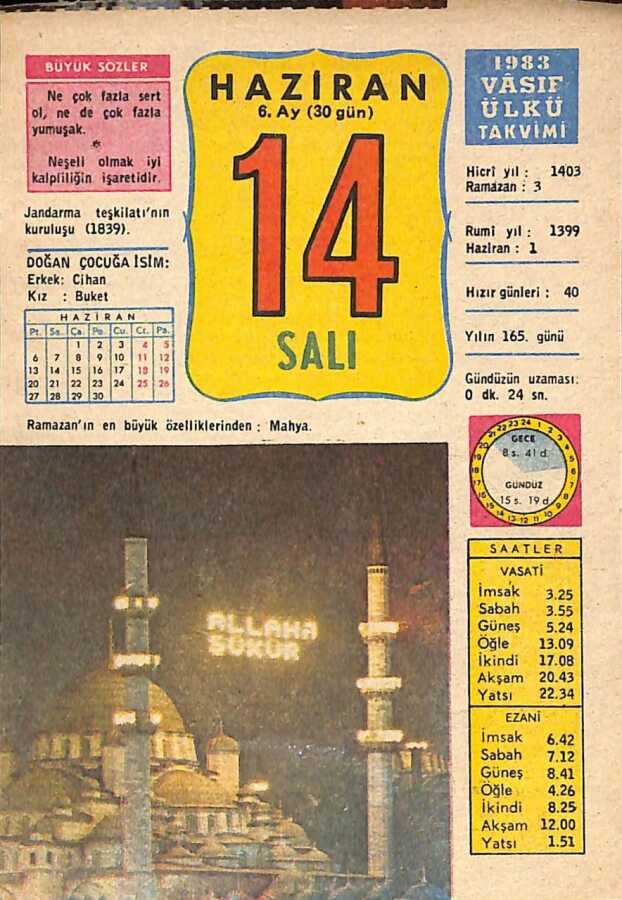 BÜYÜK SÖZLER
Ne çok fazla sert
ol, ne de çok fazla
yumuşak.
*
Neşeli olmak iyi
kalpliliğin işaretidir.
Jandarma teşkilatı'nın
kuruluşu (1839).
DOĞAN ÇOCUĞA İSİM:
Erkek: Cihan
Kız : Buket
HAZİRAN
Pt. Sa. Ça. Pe. Cu. Ct. Pa.
1 2 3 4 5
6 7 8 9 10 11 12
13 14 15 16 17 18 19
20 21 22 23 24 25 26
27 28 29 30
HAZİRAN
6. Ay (30 gün)
14
SALI
1983
VÂSIF
ÜLKÜ
TAKVİMİ
Hicrî yıl : 1403
Ramazan : 3
Rumî yıl : 1399
Haziran : 1
Hızır günleri : 40
Yılın 165. günü
Gündüzün uzaması:
0 dk. 24 sn.
Ramazan'ın en büyük özelliklerinden : Mahya.
GECE
8 s. 41 d.
GÜNDÜZ
15 s. 19 d.
ALLAHA
ŞÜKÜR
SAATLER
VASATİ
İmsak 3.25
Sabah 3.55
Güneş 5.24
Öğle 13.09
İkindi 17.08
Akşam 20.43
Yatsı 22.34
EZANİ
İmsak 6.42
Sabah 7.12
Güneş 8.41
Öğle 4.26
İkindi 8.25
Akşam 12.00
Yatsı 1.51